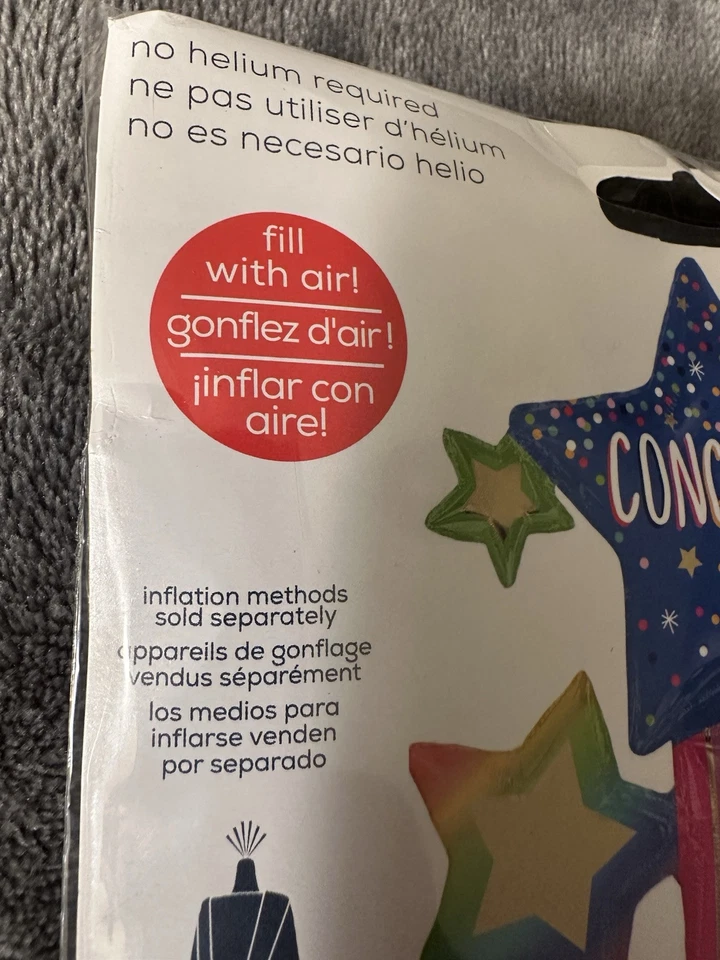 no helium required
ne pas utiliser d'hélium
no es necesario helio
fill
with air!
gonflez d'air!
¡inflar con
aire!
CONG
inflation methods
sold separately
appareils de gonflage
vendus séparément
los medios para
inflarse venden
por separado